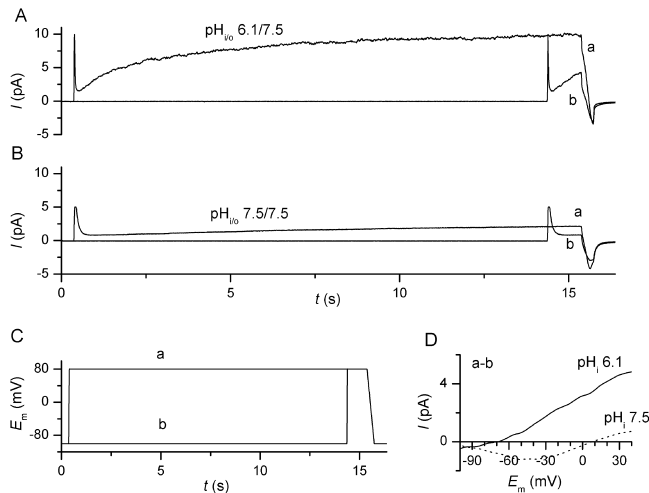 A
10
5
0
-5
I (pA)
pHi/o 6.1/7.5
a
b
B
10
5
0
-5
I (pA)
pHi/o 7.5/7.5
a
b
0 5 10 15
t (s)
C
80
0
-80
Em (mV)
a
b
0 5 10 15
t (s)
D
a-b
pHi 6.1
4
0
I (pA)
pHi 7.5
-90 -60 -30 0 30
Em (mV)